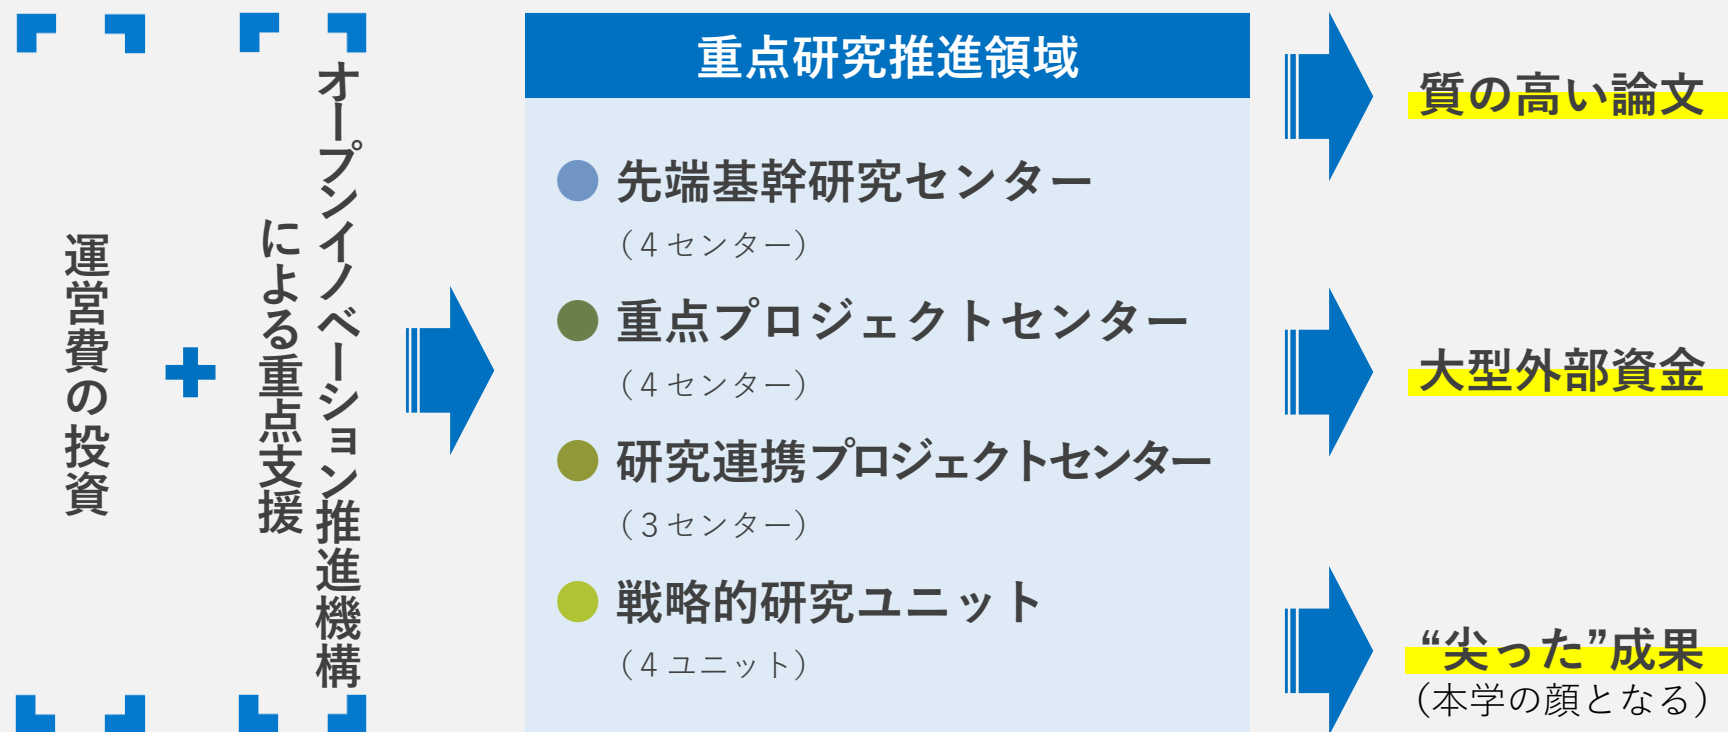 運営費の投資
オープンイノベーション推進機構
による重点支援
重点研究推進領域
先端基幹研究センター
（4 センター）
重点プロジェクトセンター
（4 センター）
研究連携プロジェクトセンター
（3 センター）
戦略的研究ユニット
（4 ユニット）
質の高い論文
大型外部資金
“尖った”成果
（本学の顔となる）